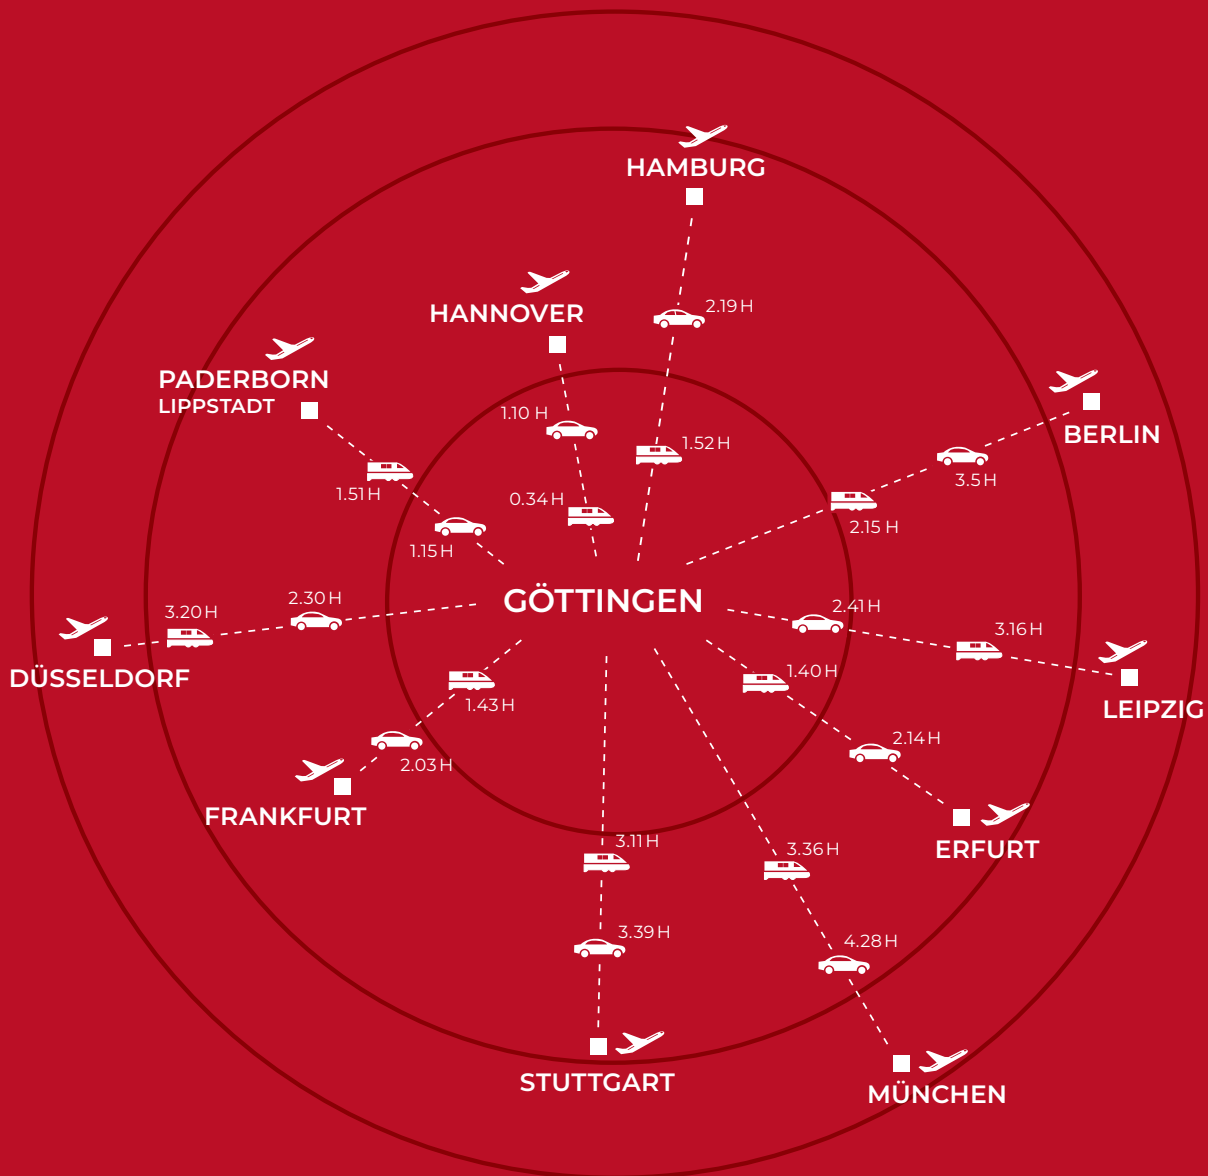 HAMBURG
HANNOVER
2.19 H
PADERBORN
LIPPSTADT
1.10 H
BERLIN
1.52 H
3.5 H
1.51 H
0.34 H
2.15 H
1.15 H
GÖTTINGEN
3.20 H
2.30 H
2.41 H
3.16 H
DÜSSELDORF
1.40 H
1.43 H
LEIPZIG
2.14 H
2.03 H
FRANKFURT
3.11 H
3.36 H
ERFURT
3.39 H
4.28 H
STUTTGART
MÜNCHEN